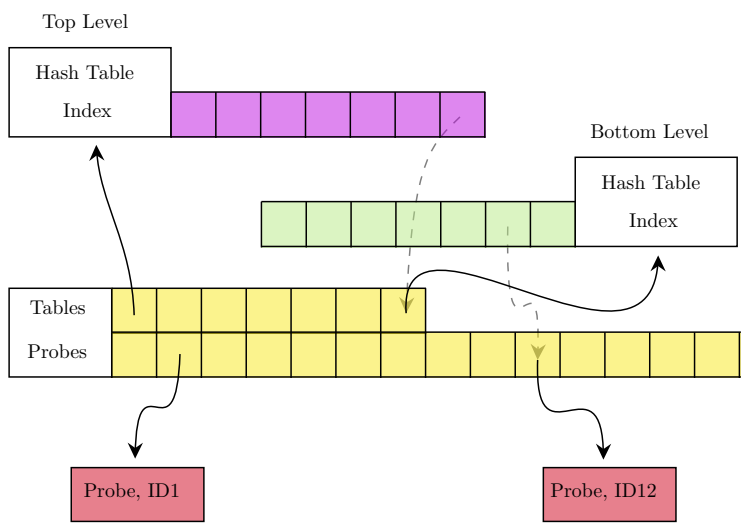 Top Level
Hash Table
Index
Bottom Level
Hash Table
Index
Tables
Probes
Probe, ID1
Probe, ID12